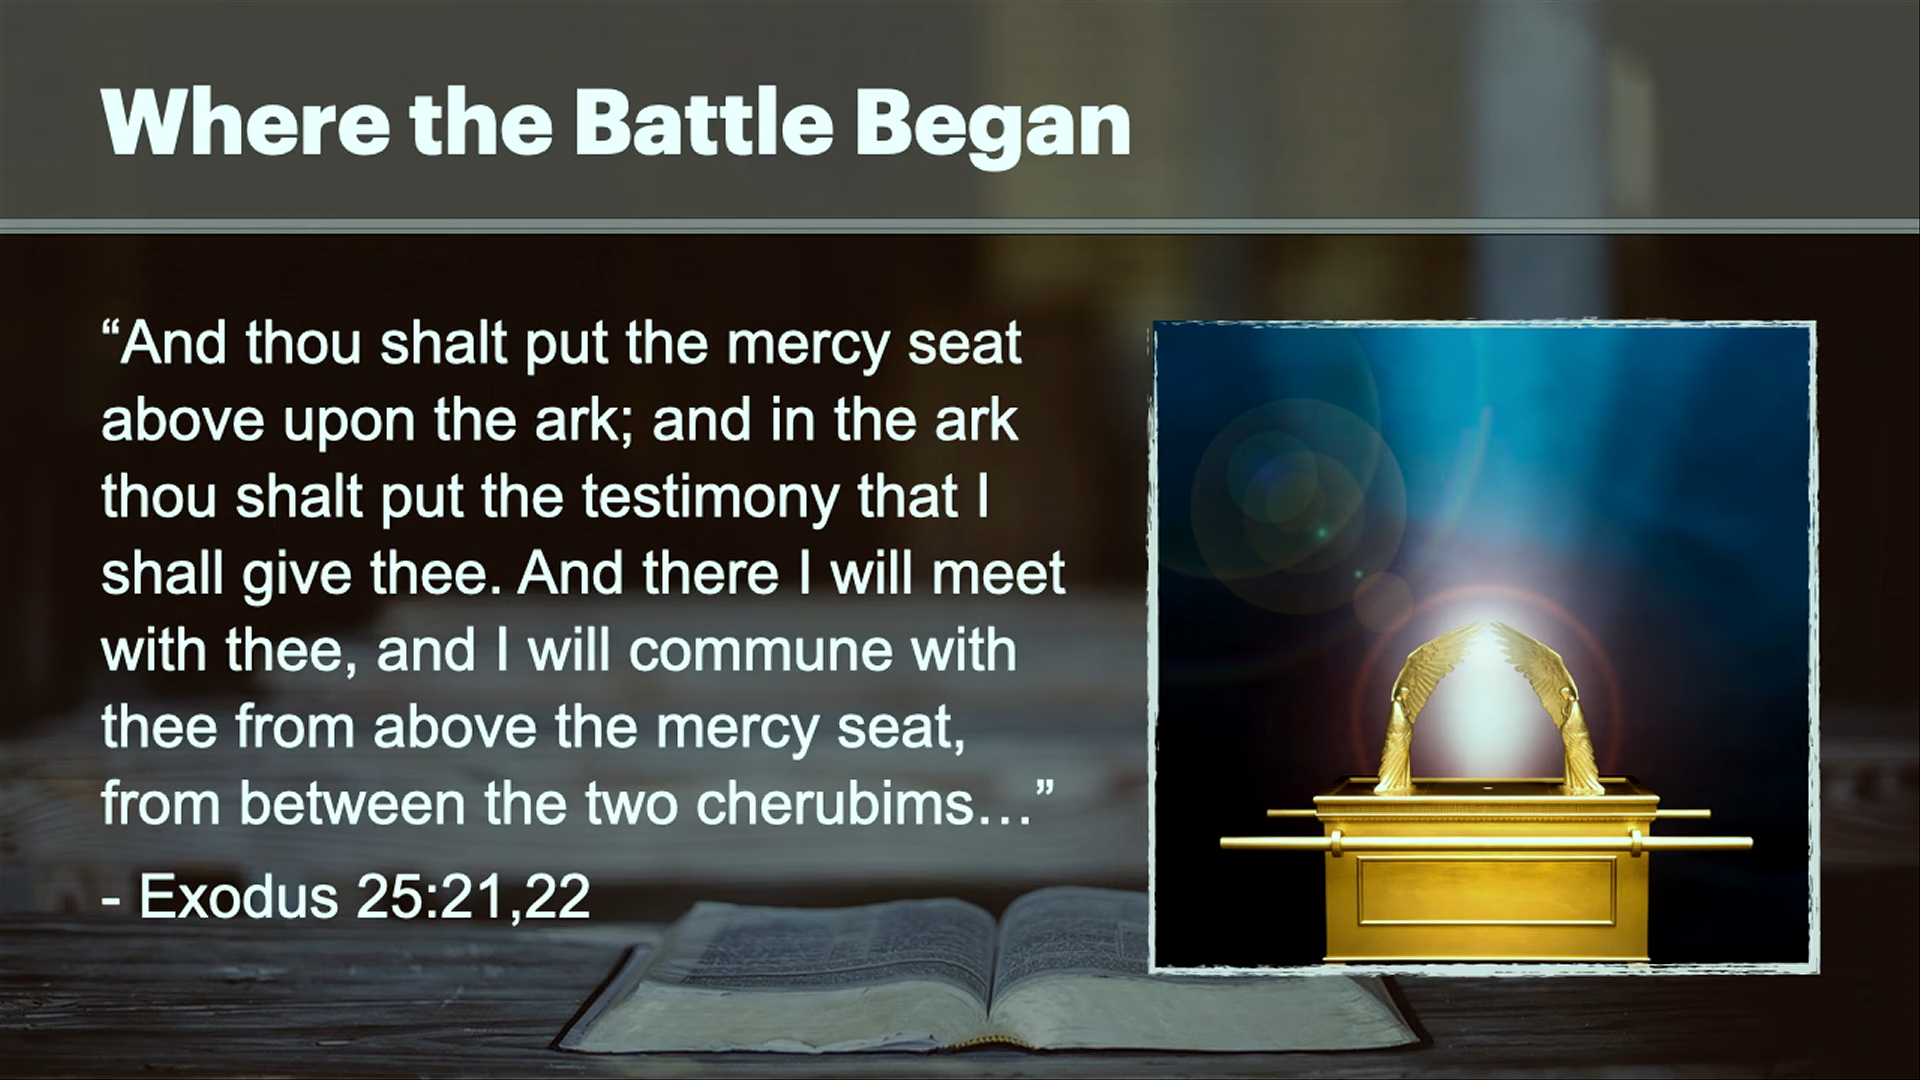 Where the Battle Began
“And thou shalt put the mercy seat
above upon the ark; and in the ark
thou shalt put the testimony that I
shall give thee. And there I will meet
with thee, and I will commune with
thee from above the mercy seat,
from between the two cherubims…”
- Exodus 25:21,22